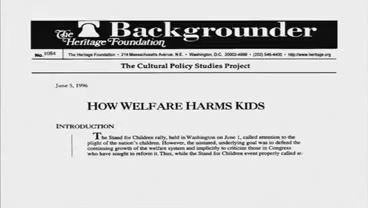 The Heritage Foundation Backgrounder
No. 1084 The Heritage Foundation • 214 Massachusetts Avenue, N.E. • Washington, D.C. 20002-4999 • (202) 546-4400 • http://www.heritage.org
The Cultural Policy Studies Project
June 5, 1996
HOW WELFARE HARMS KIDS
INTRODUCTION
The Stand for Children rally, held in Washington on June 1, called attention to the
plight of the nation's children. However, the unstated, underlying goal was to defend the
continuing growth of the welfare system and implicitly to criticize those in Congress
who have sought to reform it. Thus, while the Stand for Children event properly called at-